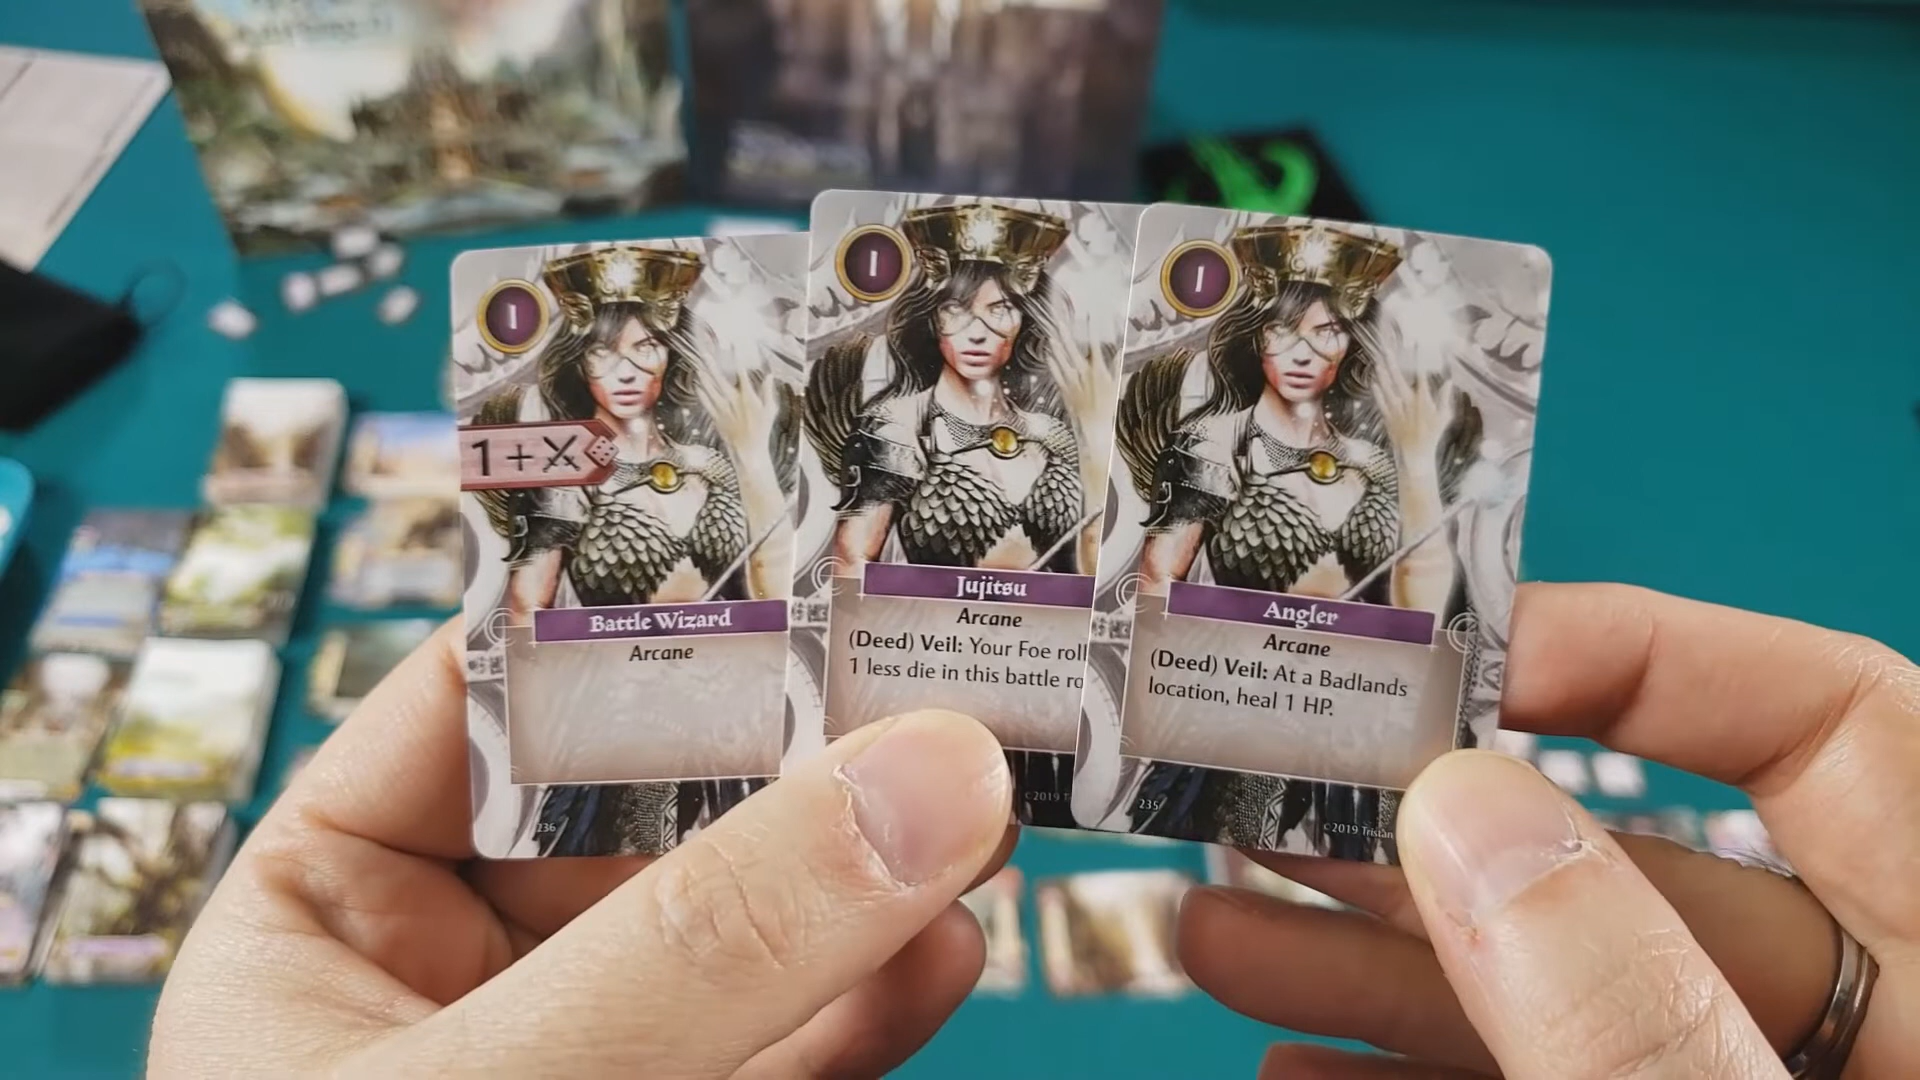 1
1+
Battle Wizard
Arcane
236
1
Jujitsu
Arcane
(Deed) Veil: Your Foe roll
1 less die in this battle ro
©2019 T
1
Angler
Arcane
(Deed) Veil: At a Badlands
location, heal 1 HP.
235
©2019 Tristan